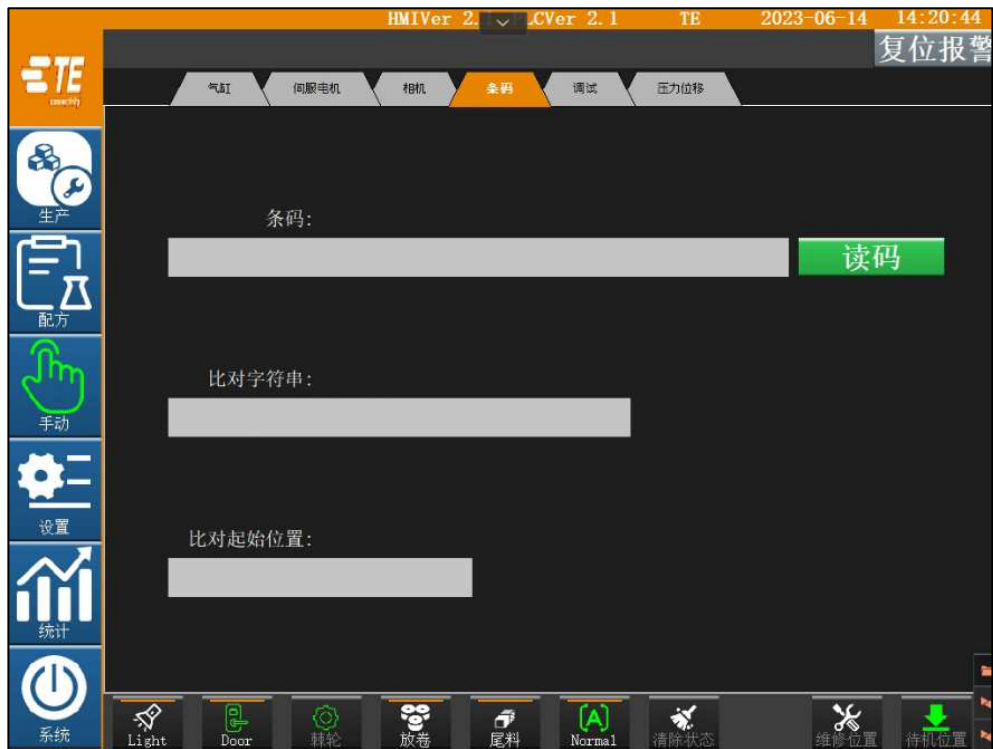 HMIVer 2. CVer 2.1 TE 2023-06-14 14:20:44
复位报警
TE
气缸 伺服电机 相机 条码 调试 压力位移
生产
条码:
读码
配方
比对字符串:
手动
设置
比对起始位置:
统计
系统
Light Door 棘轮 放卷 尾料 Normal 清除状态 维修位置 待机位置